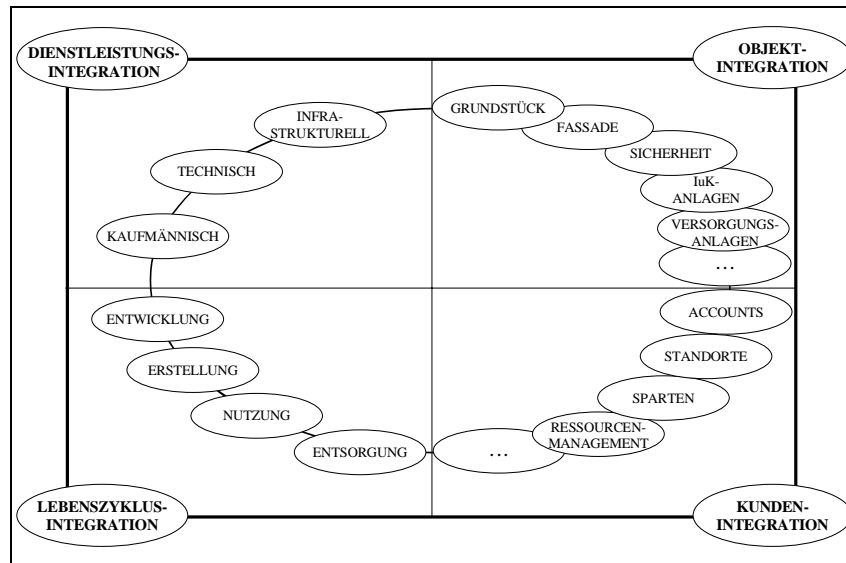 DIENSTLEISTUNGS-
INTEGRATION
OBJEKT-
INTEGRATION
INFRA-
STRUKTURELL
TECHNISCH
KAUFMÄNNISCH
GRUNDSTÜCK
FASSADE
SICHERHEIT
IuK-
ANLAGEN
VERSORGUNGS-
ANLAGEN
...
ENTWICKLUNG
ERSTELLUNG
NUTZUNG
ENTSORGUNG
ACCOUNTS
STANDORTE
SPARTEN
RESSOURCEN-
MANAGEMENT
...
LEBENSZYKLUS-
INTEGRATION
KUNDEN-
INTEGRATION